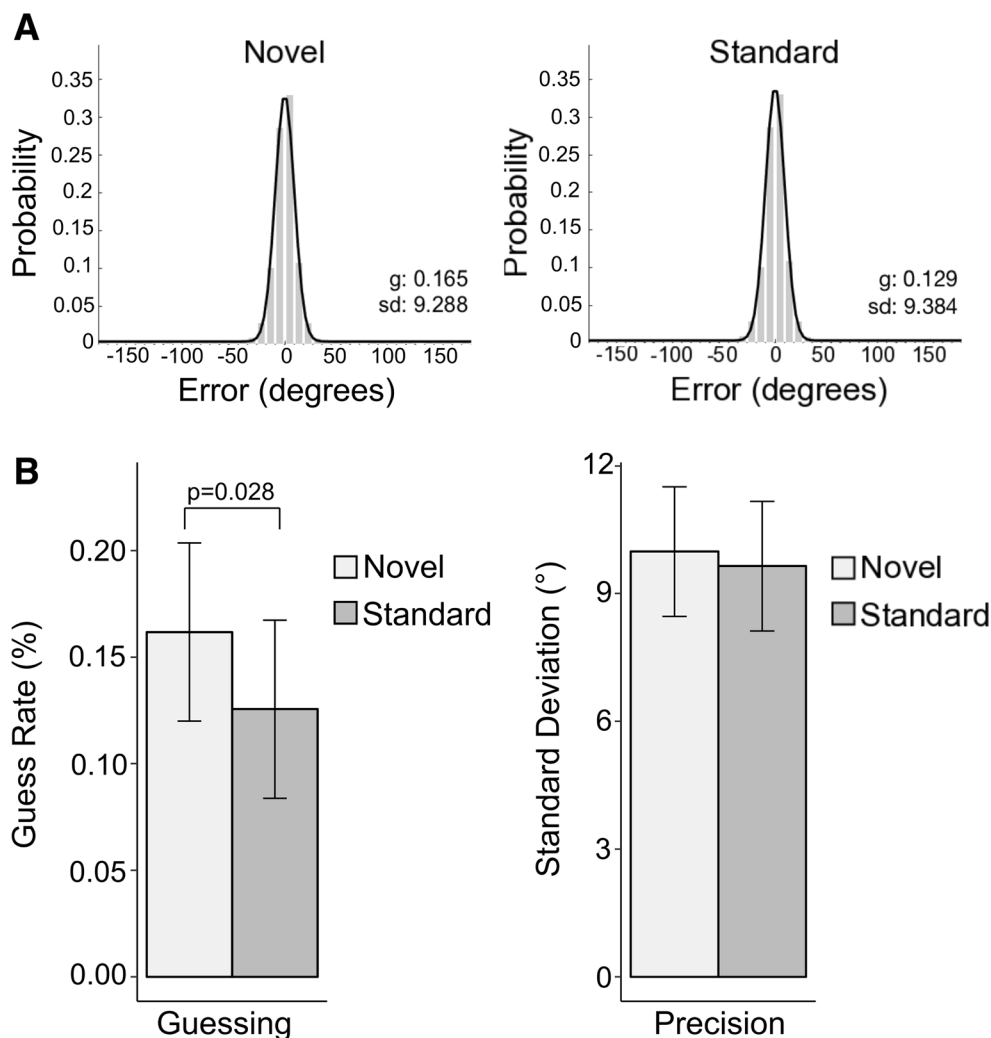 A
Novel
Probability
0.35
0.3
0.25
0.2
0.15
0.1
0.05
0
g: 0.165
sd: 9.288
-150 -100 -50 0 50 100 150
Error (degrees)
Standard
Probability
0.35
0.3
0.25
0.2
0.15
0.1
0.05
0
g: 0.129
sd: 9.384
-150 -100 -50 0 50 100 150
Error (degrees)
B
Guess Rate (%)
p=0.028
0.20
0.15
0.10
0.05
0.00
Novel
Standard
Guessing
Standard Deviation (°)
12
9
6
3
0
Novel
Standard
Precision